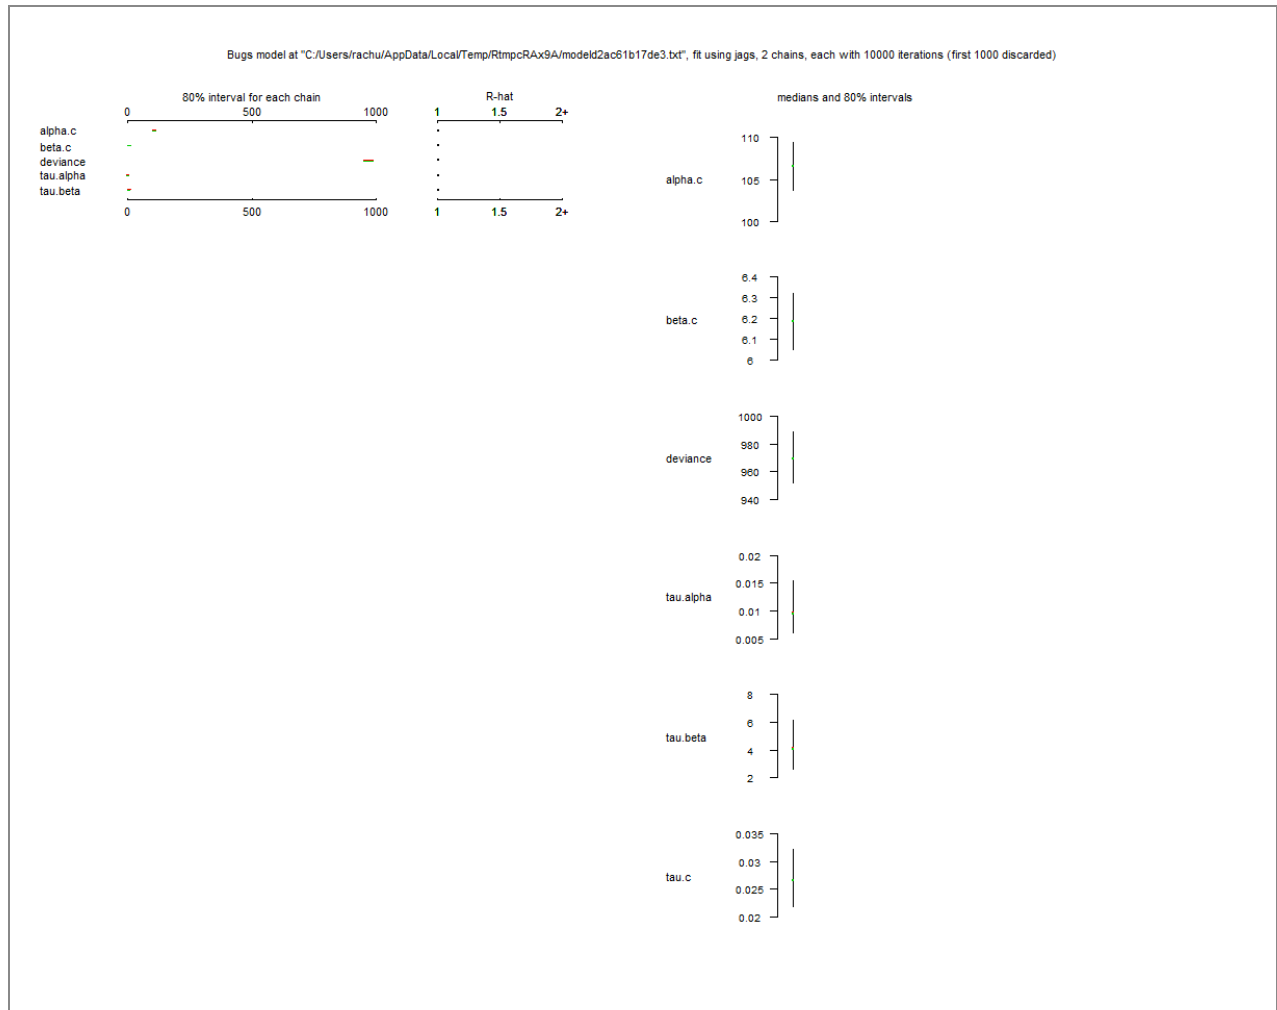 Bugs model at "C:/Users/rachu/AppData/Local/Temp/RtmpcRAx9A/modeld2ac61b17de3.txt", fit using jags, 2 chains, each with 10000 iterations (first 1000 discarded)
80% interval for each chain
0 500 1000
alpha.c
beta.c
deviance
tau.alpha
tau.beta
0 500 1000
R-hat
1 1.5 2+
1 1.5 2+
medians and 80% intervals
alpha.c
110
105
100
beta.c
6.4
6.3
6.2
6.1
6
deviance
1000
980
960
940
tau.alpha
0.02
0.015
0.01
0.005
tau.beta
8
6
4
2
tau.c
0.035
0.03
0.025
0.02